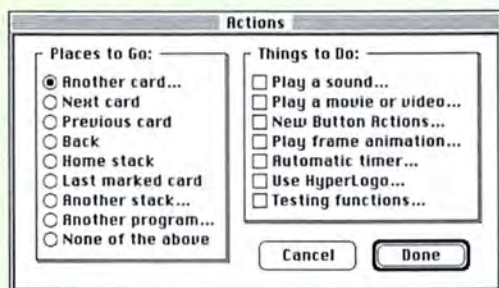 Actions
Places to Go:
Another card...
Next card
Previous card
Back
Home stack
Last marked card
Another stack...
Another program...
None of the above
Things to Do:
Play a sound...
Play a movie or video...
New Button Actions...
Play frame animation...
Automatic timer...
Use HyperLogo...
Testing functions...
Cancel
Done